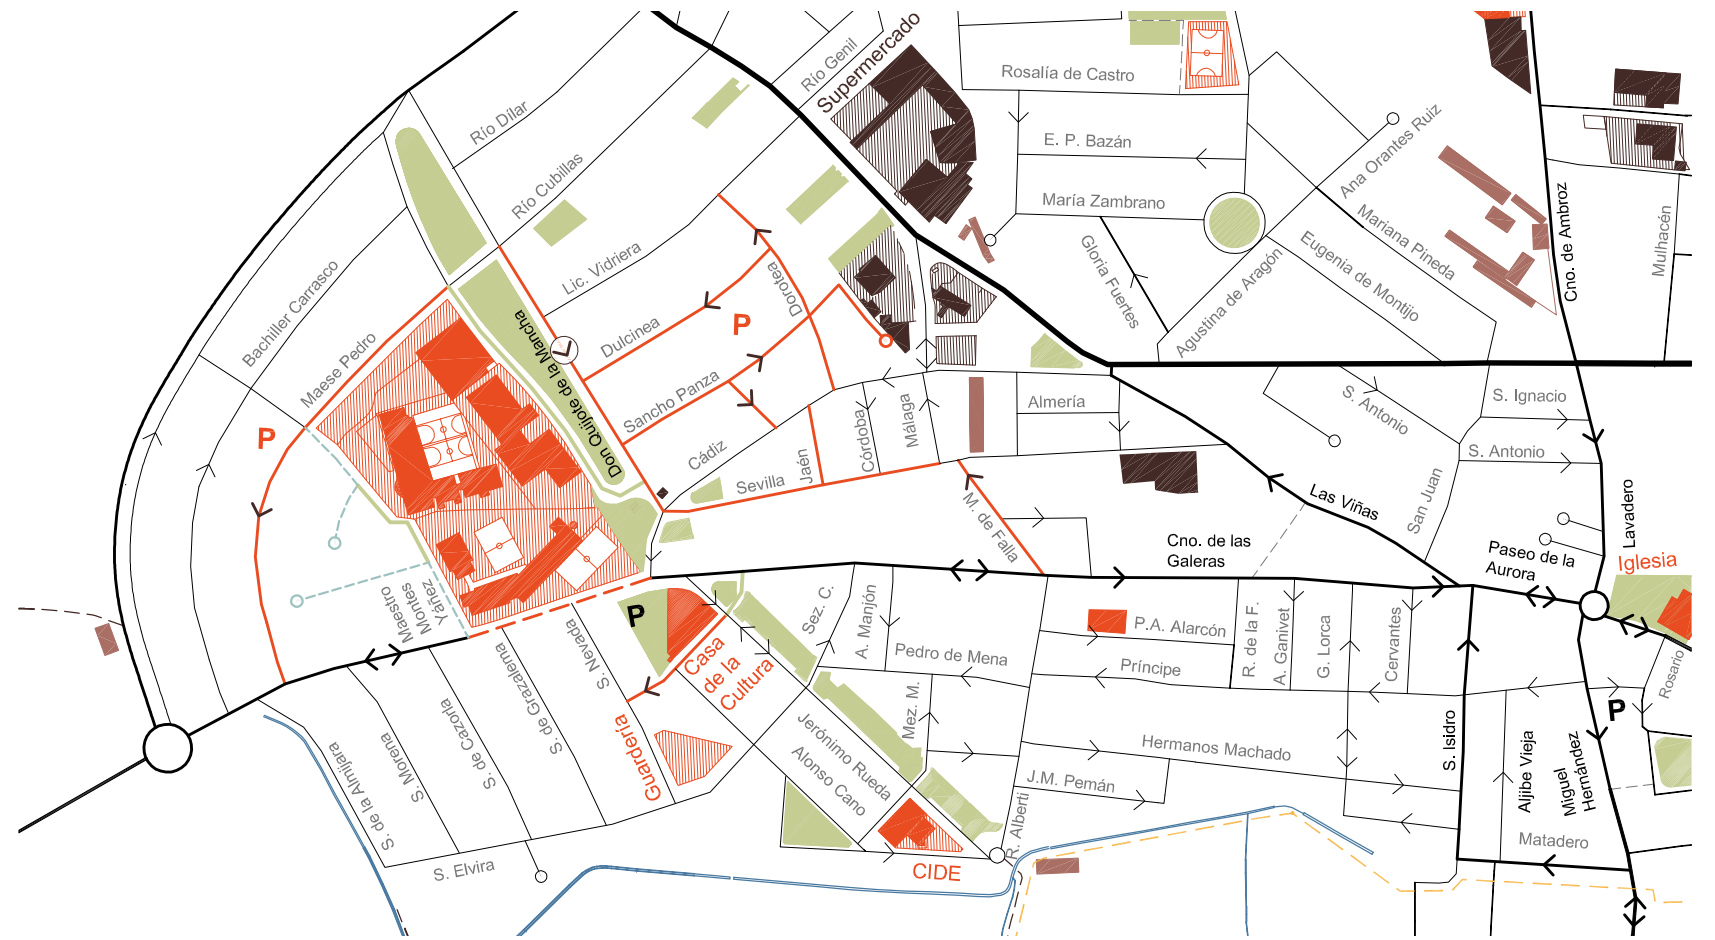 Supermercado
Río Genil
Rosalía de Castro
Río Dílar
E. P. Bazán
Ana Orantes Ruiz
Río Cubillas
María Zambrano
Mariana Pineda
Cno. de Ambroz
Mulhacén
Lic. Vidriera
Gloria Fuertes
Eugenia de Montijo
Agustina de Aragón
Bachiller Carrasco
Dorotea
Dulcinea
P
Maese Pedro
Don Quijote de la Mancha
Sancho Panza
P
Cádiz
Jaén
Córdoba
Málaga
Almería
S. Antonio
S. Ignacio
S. Antonio
Sevilla
M. de Falla
Las Viñas
San Juan
Lavadero
Cno. de las
Galeras
Paseo de la
Aurora
Iglesia
Maestro
Montes
Yáñez
P
Casa
de la
Cultura
S. Nevada
S. de Grazalema
S. de Cazorla
S. Morena
S. de la Almijara
S. Elvira
Guardería
Sez. C.
A. Manjón
Pedro de Mena
Mez. M.
Jerónimo Rueda
Alonso Cano
CIDE
R. Alberti
P.A. Alarcón
Príncipe
R. de la F.
A. Ganivet
G. Lorca
Cervantes
Hermanos Machado
J.M. Pemán
S. Isidro
Aljibe Vieja
Miguel
Hernández
P
Rosario
Matadero